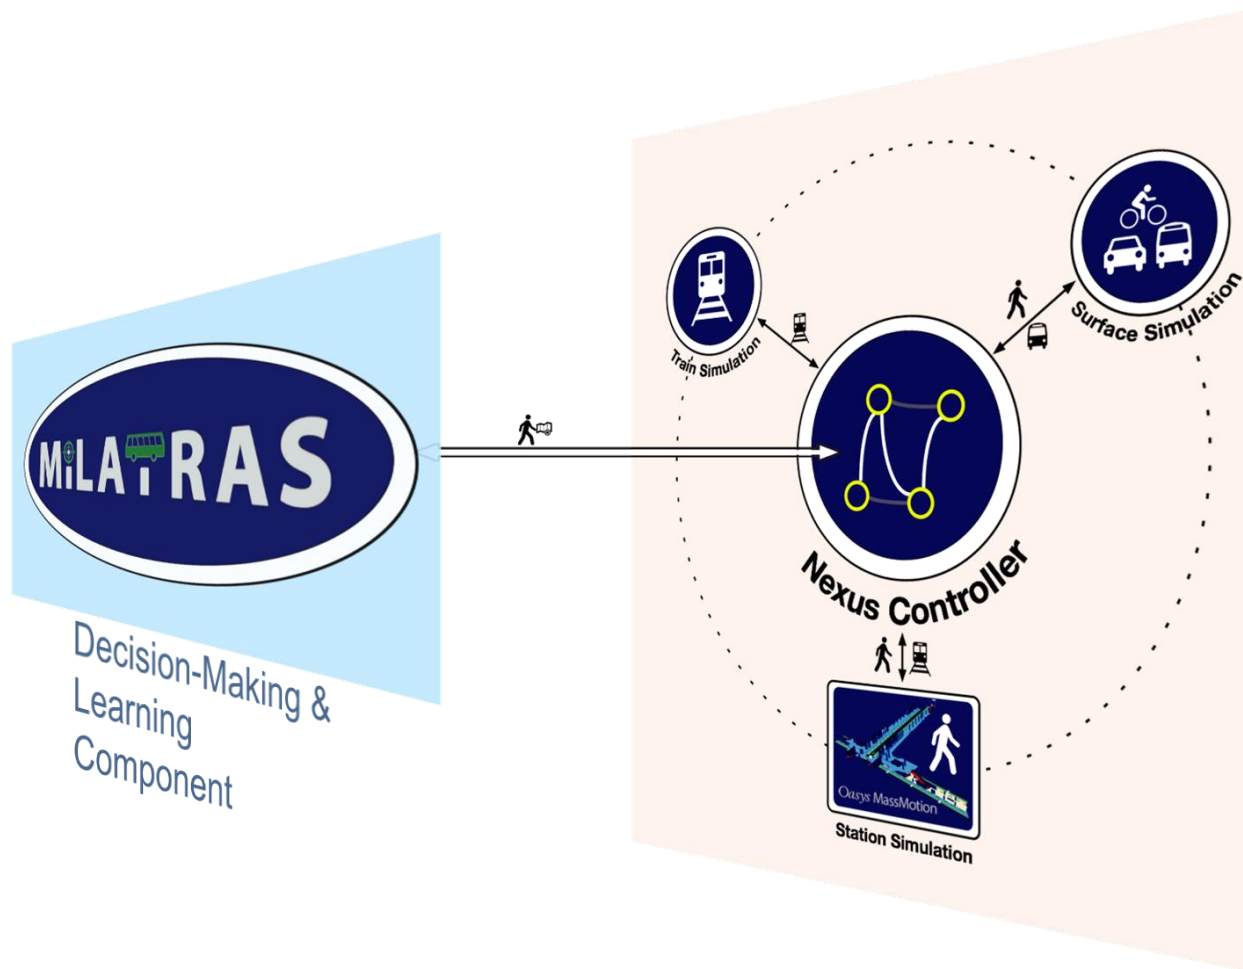 MiLATRAS
Decision-Making &
Learning
Component
Train Simulation
Surface Simulation
Nexus Controller
Oasys MassMotion
Station Simulation